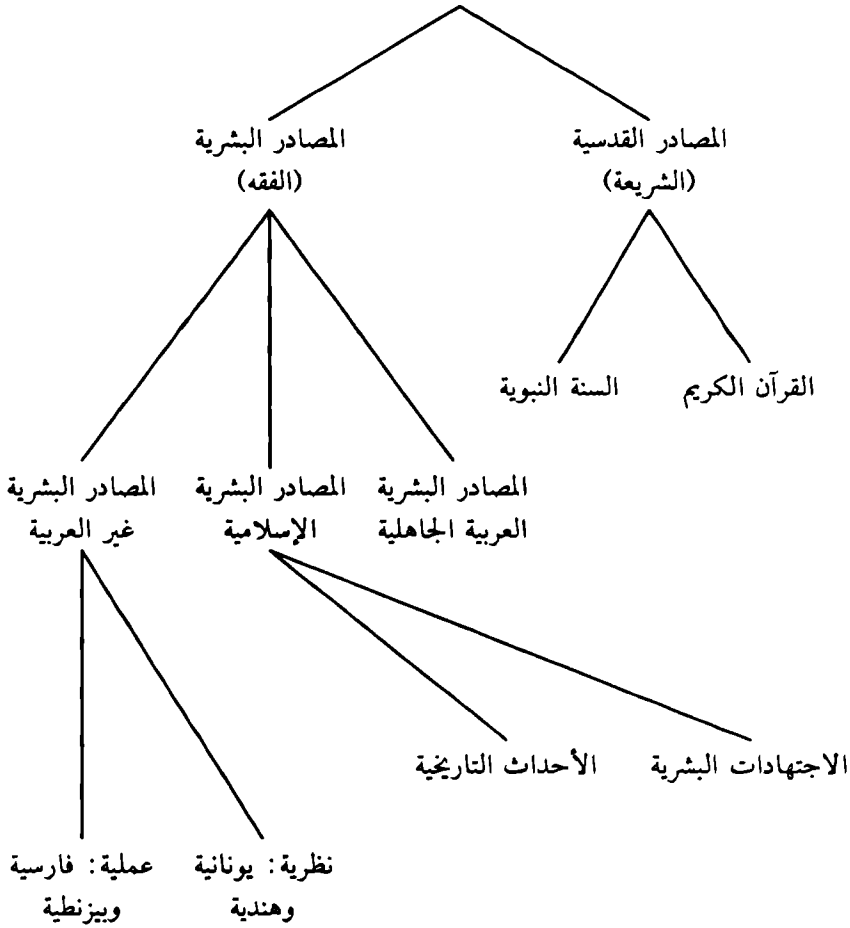 المصادر القدسية
(الشريعة)
المصادر البشرية
(الفقه)
القرآن الكريم
السنة النبوية
المصادر البشرية
العربية الجاهلية
المصادر البشرية
الإسلامية
المصادر البشرية
غير العربية
الاجتهادات البشرية
الأحداث التاريخية
نظرية: يونانية
وهندية
عملية: فارسية
وبيزنطية